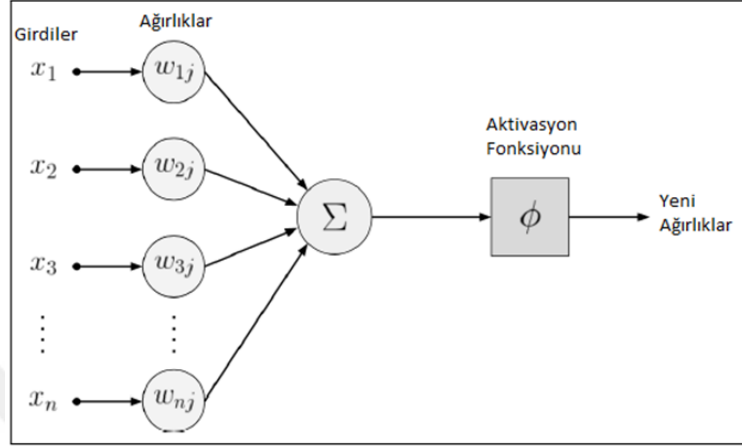 Girdiler
Ağırlıklar
x1
w1j
x2
w2j
x3
w3j
xn
wnj
Σ
Aktivasyon
Fonksiyonu
ϕ
Yeni
Ağırlıklar